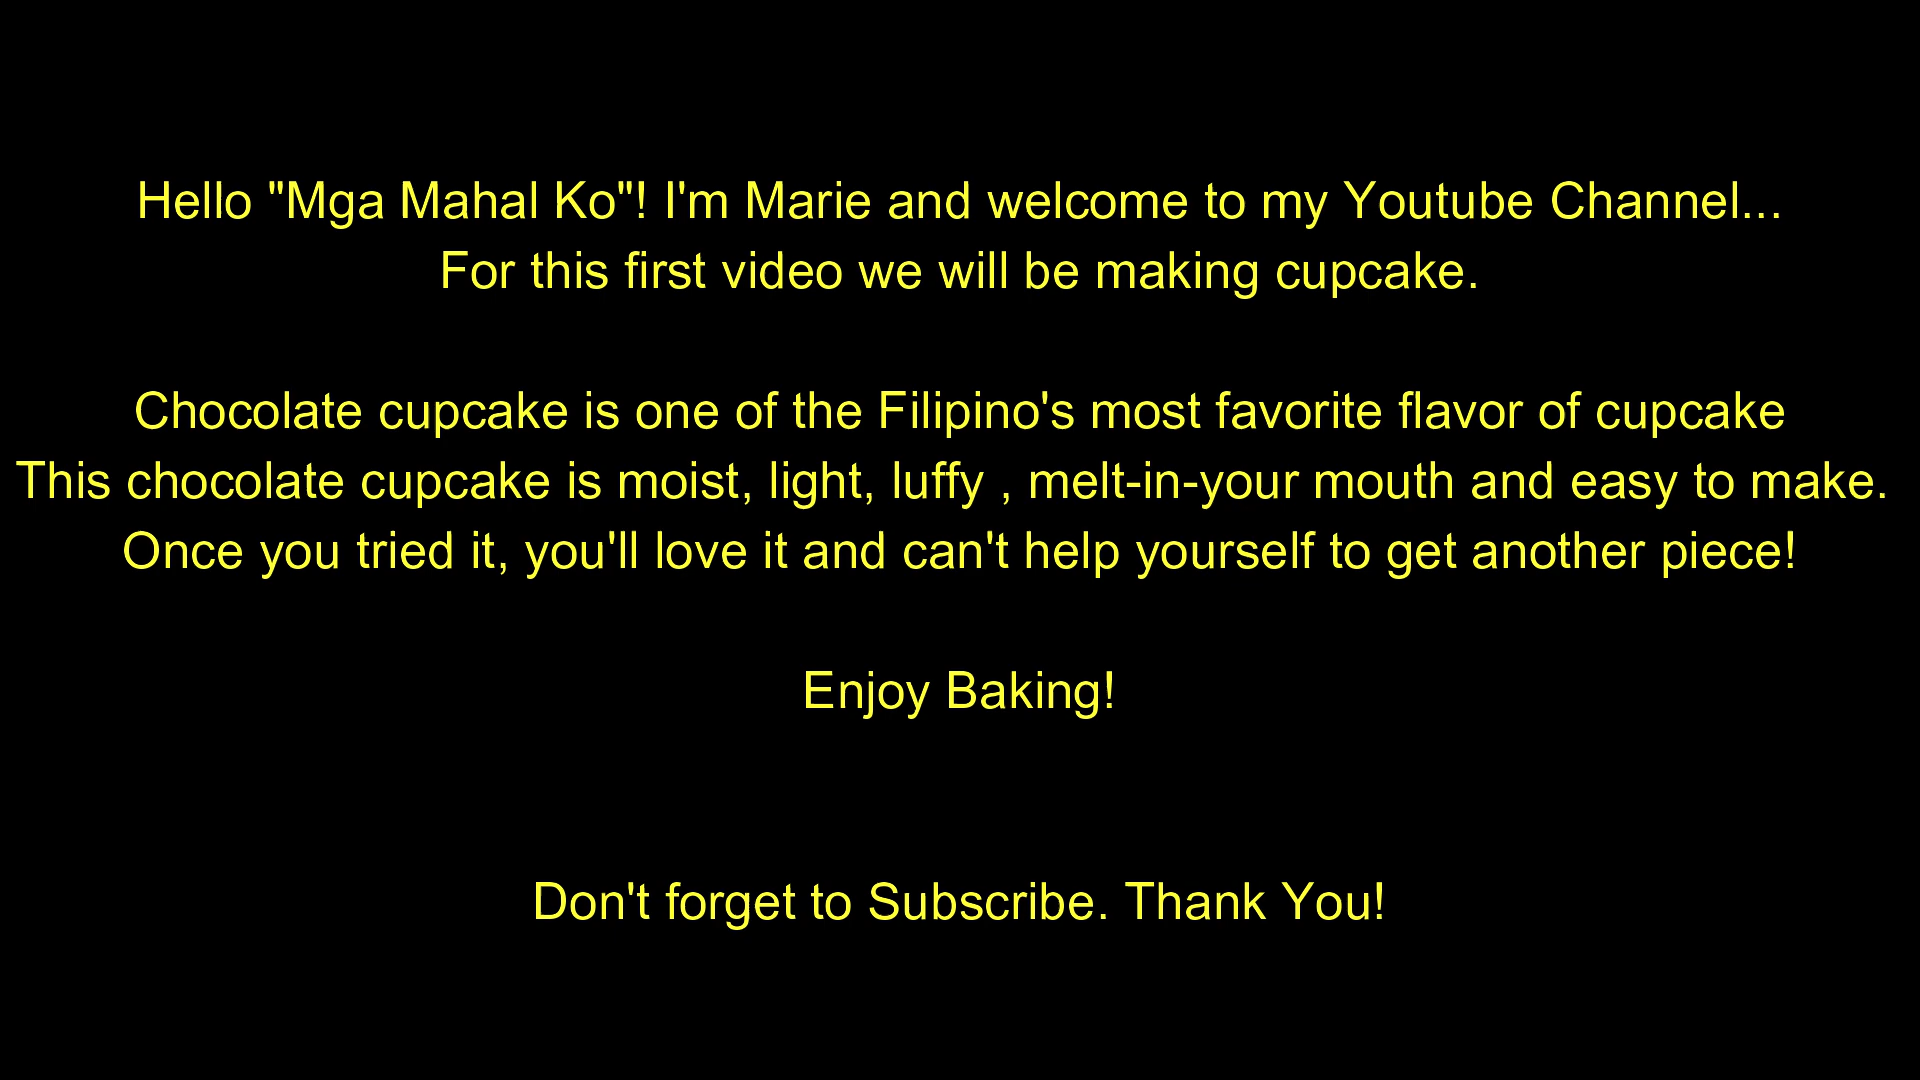 Hello "Mga Mahal Ko"! I'm Marie and welcome to my Youtube Channel...
For this first video we will be making cupcake.
Chocolate cupcake is one of the Filipino's most favorite flavor of cupcake
This chocolate cupcake is moist, light, luffy , melt-in-your mouth and easy to make.
Once you tried it, you'll love it and can't help yourself to get another piece!
Enjoy Baking!
Don't forget to Subscribe. Thank You!